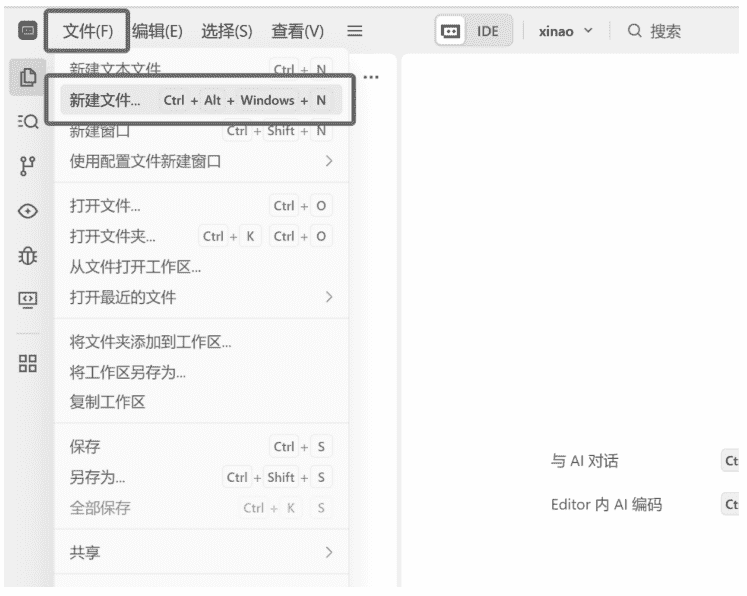 文件(F) 编辑(E) 选择(S) 查看(V) IDE xinao 搜索
新建文本文件 Ctrl + N
新建文件... Ctrl + Alt + Windows + N
新建窗口 Ctrl + Shift + N
使用配置文件新建窗口
打开文件... Ctrl + O
打开文件夹... Ctrl + K Ctrl + O
从文件打开工作区...
打开最近的文件
将文件夹添加到工作区...
将工作区另存为...
复制工作区
保存 Ctrl + S
另存为... Ctrl + Shift + S
全部保存 Ctrl + K S
共享
与 AI 对话
Editor 内 AI 编码